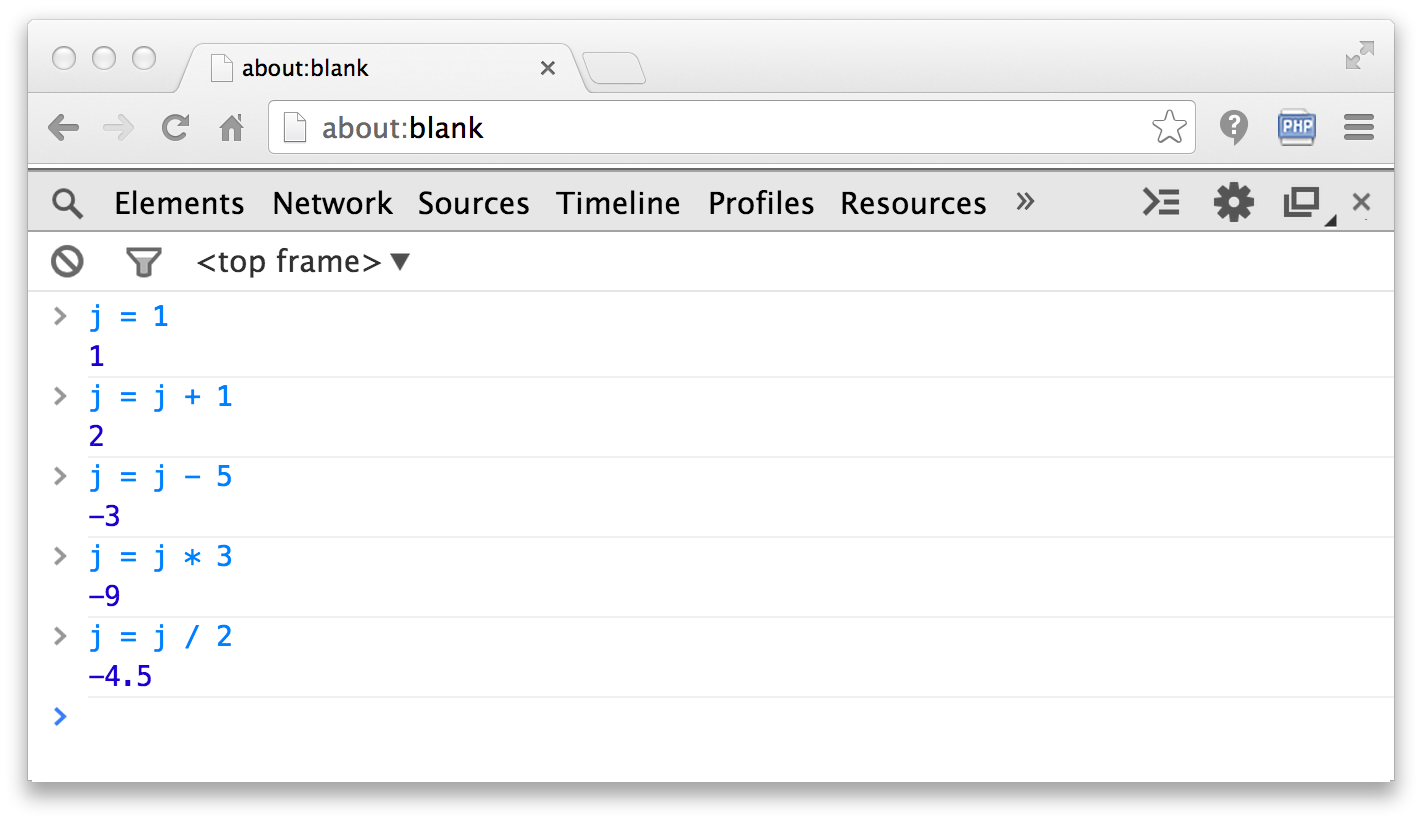 about:blank
about:blank
PHP
Elements Network Sources Timeline Profiles Resources »
<top frame> ▼
> j = 1
1
> j = j + 1
2
> j = j - 5
-3
> j = j * 3
-9
> j = j / 2
-4.5
>